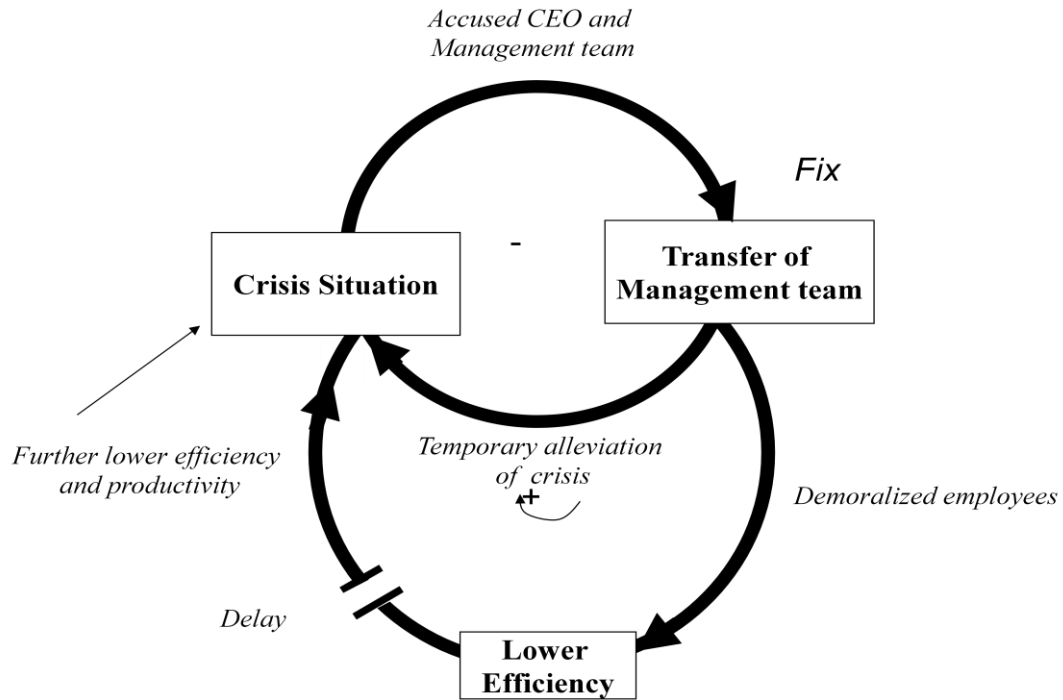 Accused CEO and
Management team
Fix
-
Crisis Situation
Transfer of
Management team
Further lower efficiency
and productivity
Temporary alleviation
of crisis
+
Demoralized employees
Delay
Lower
Efficiency